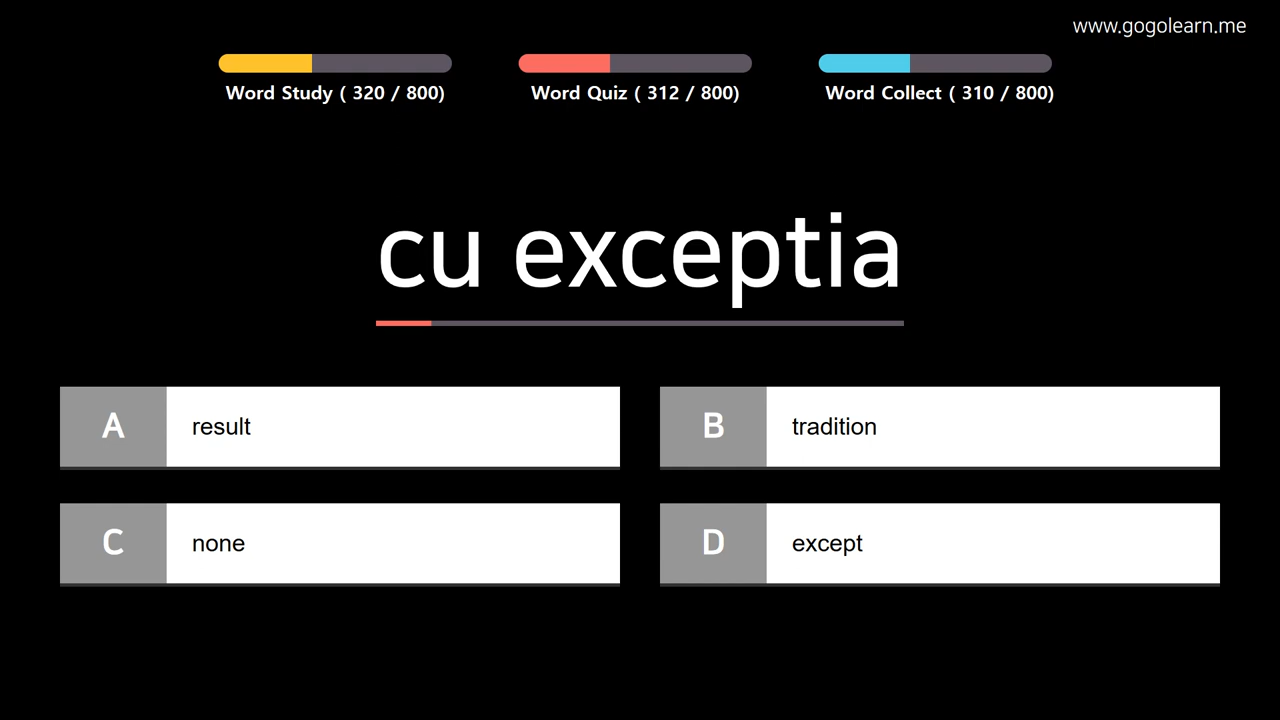 www.gogolearn.me
Word Study ( 320 / 800)
Word Quiz ( 312 / 800)
Word Collect ( 310 / 800)
cu exceptia
A
result
B
tradition
C
none
D
except